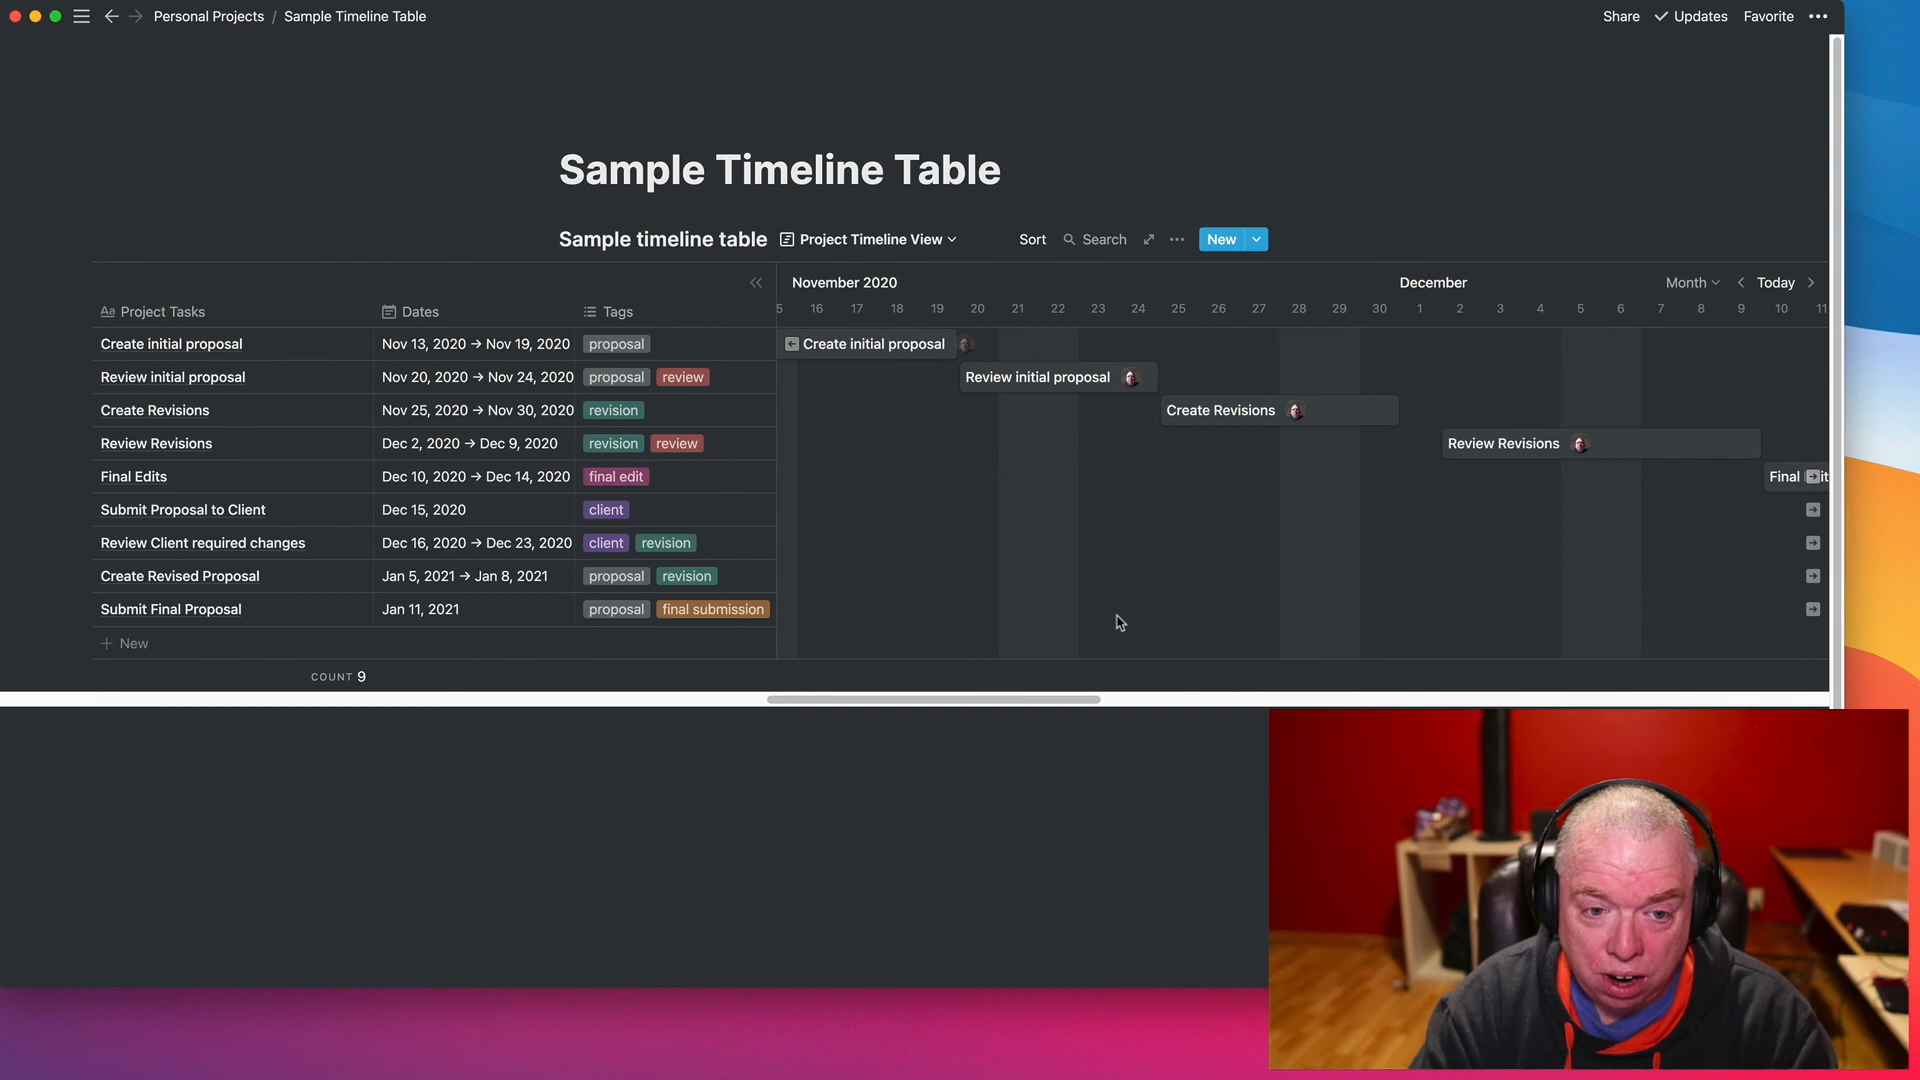 Personal Projects / Sample Timeline Table
Share Updates Favorite •••
Sample Timeline Table
Sample timeline table Project Timeline View Sort Search ••• New
November 2020 December Month Today
Aa Project Tasks Dates Tags 5 16 17 18 19 20 21 22 23 24 25 26 27 28 29 30 1 2 3 4 5 6 7 8 9 10 11
Create initial proposal Nov 13, 2020 → Nov 19, 2020 proposal Create initial proposal
Review initial proposal Nov 20, 2020 → Nov 24, 2020 proposal review Review initial proposal
Create Revisions Nov 25, 2020 → Nov 30, 2020 revision Create Revisions
Review Revisions Dec 2, 2020 → Dec 9, 2020 revision review Review Revisions
Final Edits Dec 10, 2020 → Dec 14, 2020 final edit Final
Submit Proposal to Client Dec 15, 2020 client
Review Client required changes Dec 16, 2020 → Dec 23, 2020 client revision
Create Revised Proposal Jan 5, 2021 → Jan 8, 2021 proposal revision
Submit Final Proposal Jan 11, 2021 proposal final submission
+ New
COUNT 9